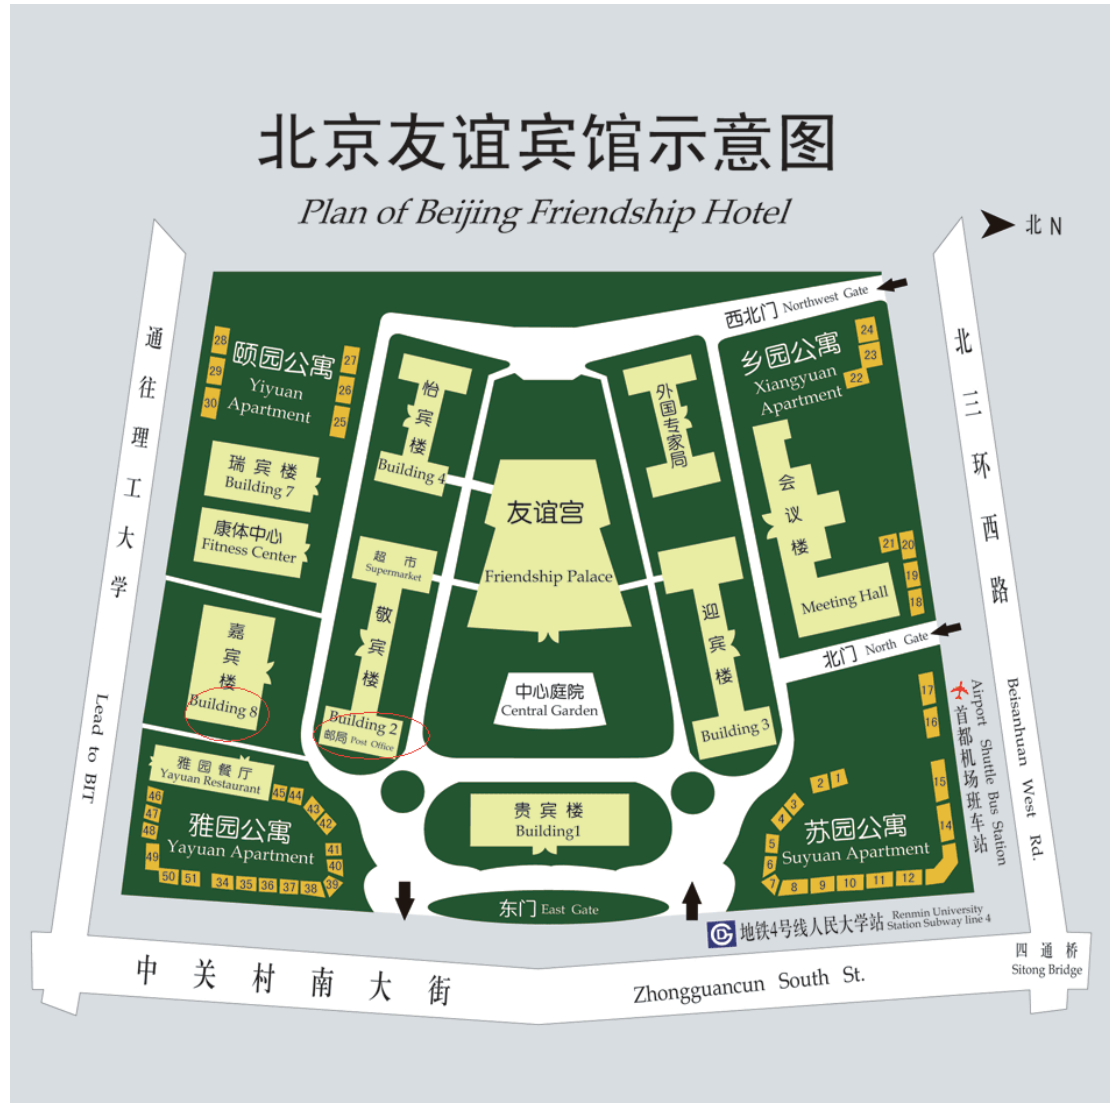 北京友谊宾馆示意图
Plan of Beijing Friendship Hotel
北 N
通往理工大学
Lead to BIT
北三环西路
Beisanhuan West Rd.
西北门 Northwest Gate
28
29
30
颐园公寓
Yiyuan
Apartment
27
26
25
怡宾楼
Building 4
外国专家局
乡园公寓
Xiangyuan
Apartment
24
23
22
瑞宾楼
Building 7
康体中心
Fitness Center
友谊宫
Friendship Palace
会议楼
Meeting Hall
21
20
19
18
超市
Supermarket
敬宾楼
Building 2
邮局 Post Office
迎宾楼
Building 3
嘉宾楼
Building 8
中心庭院
Central Garden
北门 North Gate
17
16
15
14
首都机场班车站
Airport Shuttle Bus Station
雅园餐厅
Yayuan Restaurant
46
47
48
49
50
51
45
44
43
42
41
40
39
34
35
36
37
38
雅园公寓
Yayuan Apartment
贵宾楼
Building1
2
1
3
4
5
6
7
8
9
10
11
12
苏园公寓
Suyuan Apartment
东门 East Gate
地铁4号线人民大学站
Renmin University
Station Subway line 4
中关村南大街
Zhongguancun South St.
四通桥
Sitong Bridge